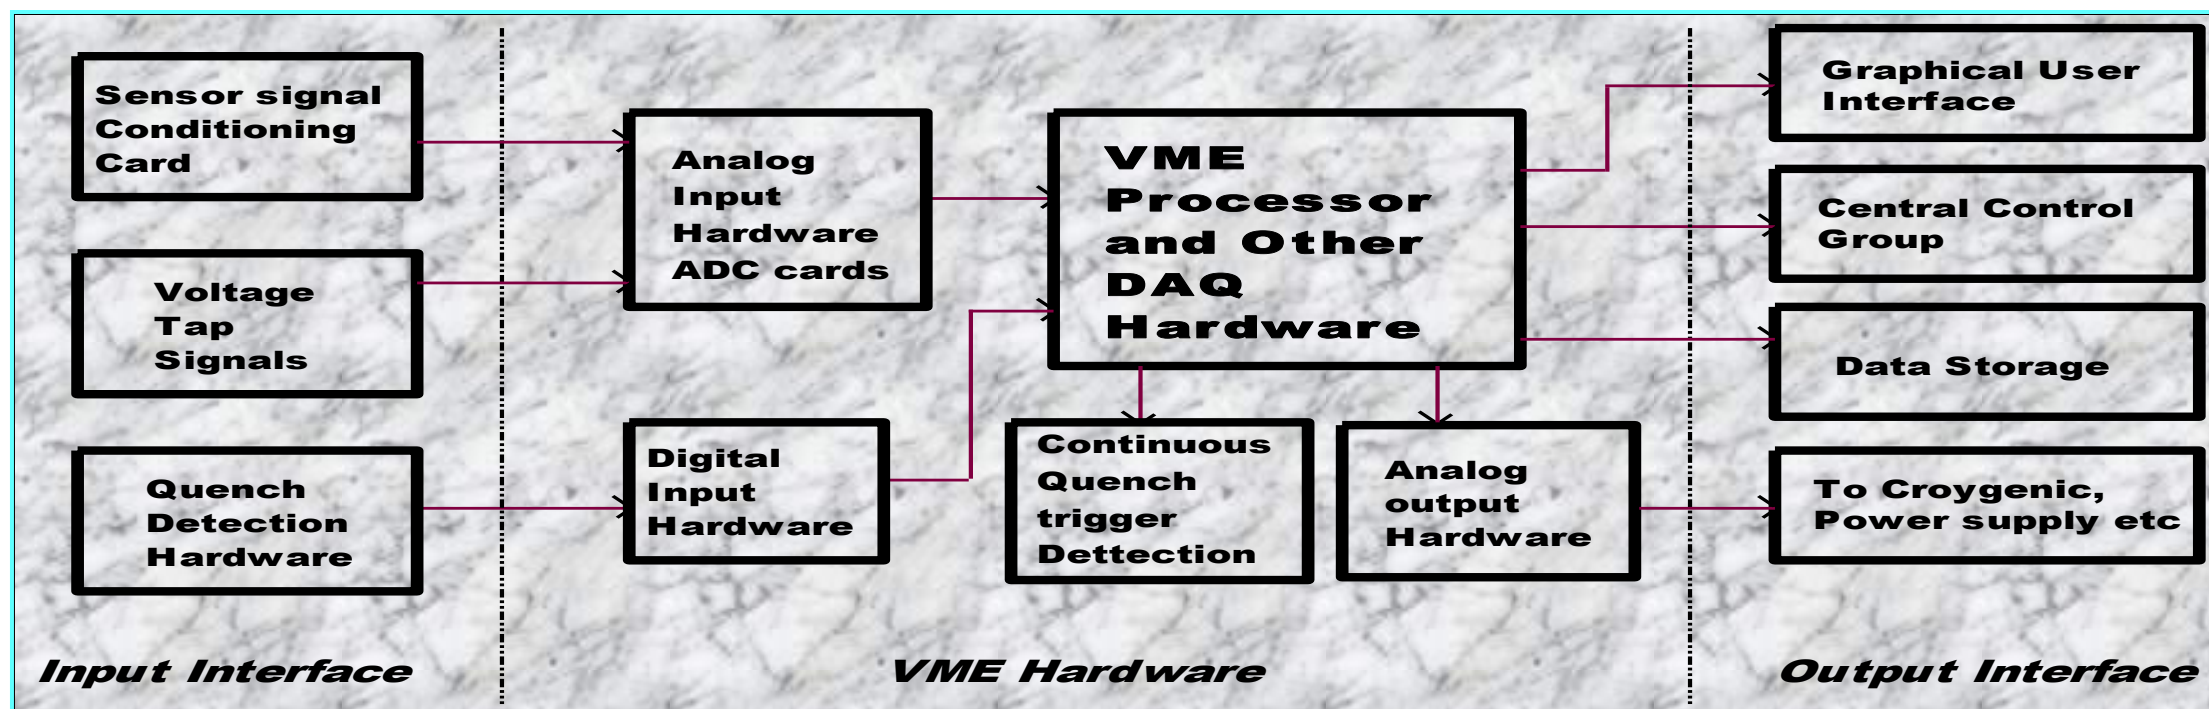 Sensor signal
Conditioning
Card
Voltage
Tap
Signals
Quench
Detection
Hardware
Input Interface
Analog
Input
Hardware
ADC cards
Digital
Input
Hardware
VME
Processor
and Other
DAQ
Hardware
Continuous
Quench
trigger
Dettection
Analog
output
Hardware
VME Hardware
Graphical User
Interface
Central Control
Group
Data Storage
To Croygenic,
Power supply etc
Output Interface